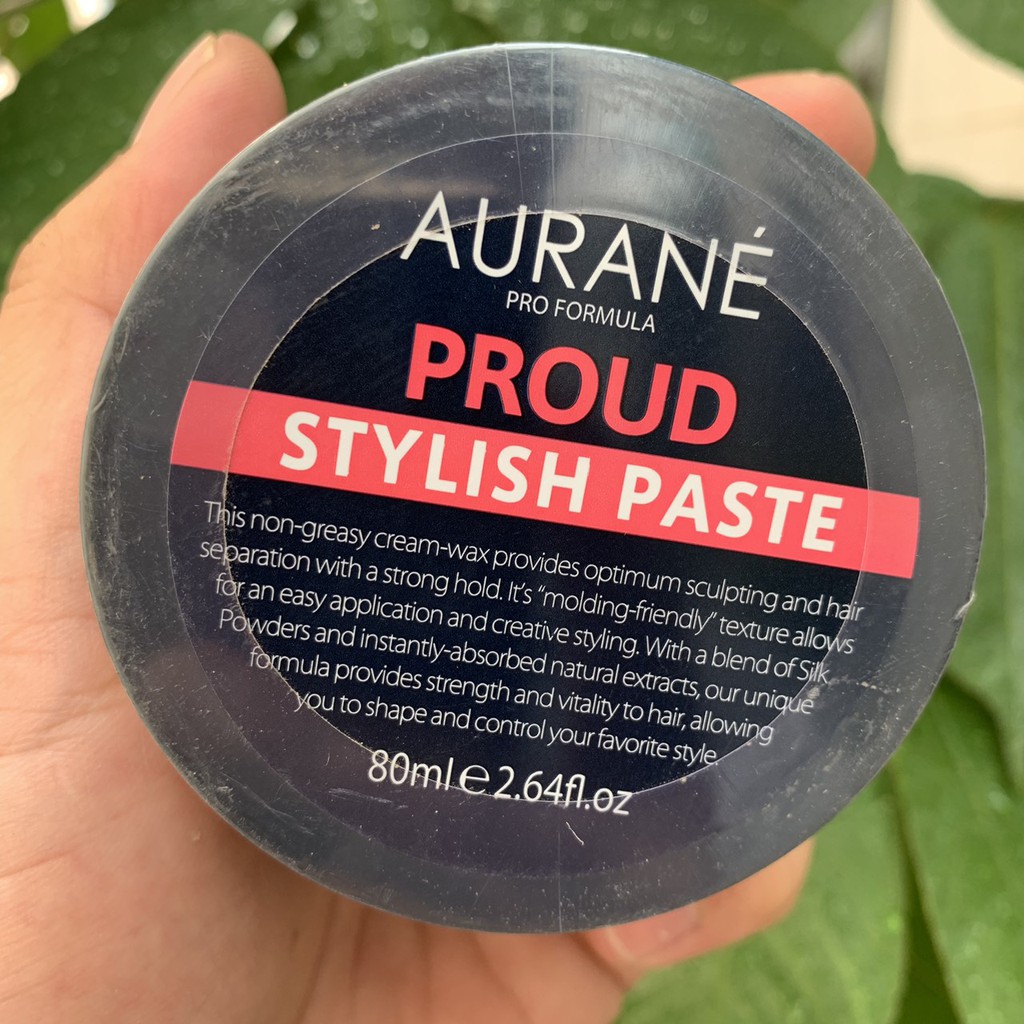 AURANÉ
PRO FORMULA
PROUD
STYLISH PASTE
This non-greasy cream-wax provides optimum sculpting and hair
separation with a strong hold. It's "molding-friendly" texture allows
for an easy application and creative styling. With a blend of Silk
Powders and instantly-absorbed natural extracts, our unique
formula provides strength and vitality to hair, allowing
you to shape and control your favorite style
80ml ℮ 2.64fl.oz